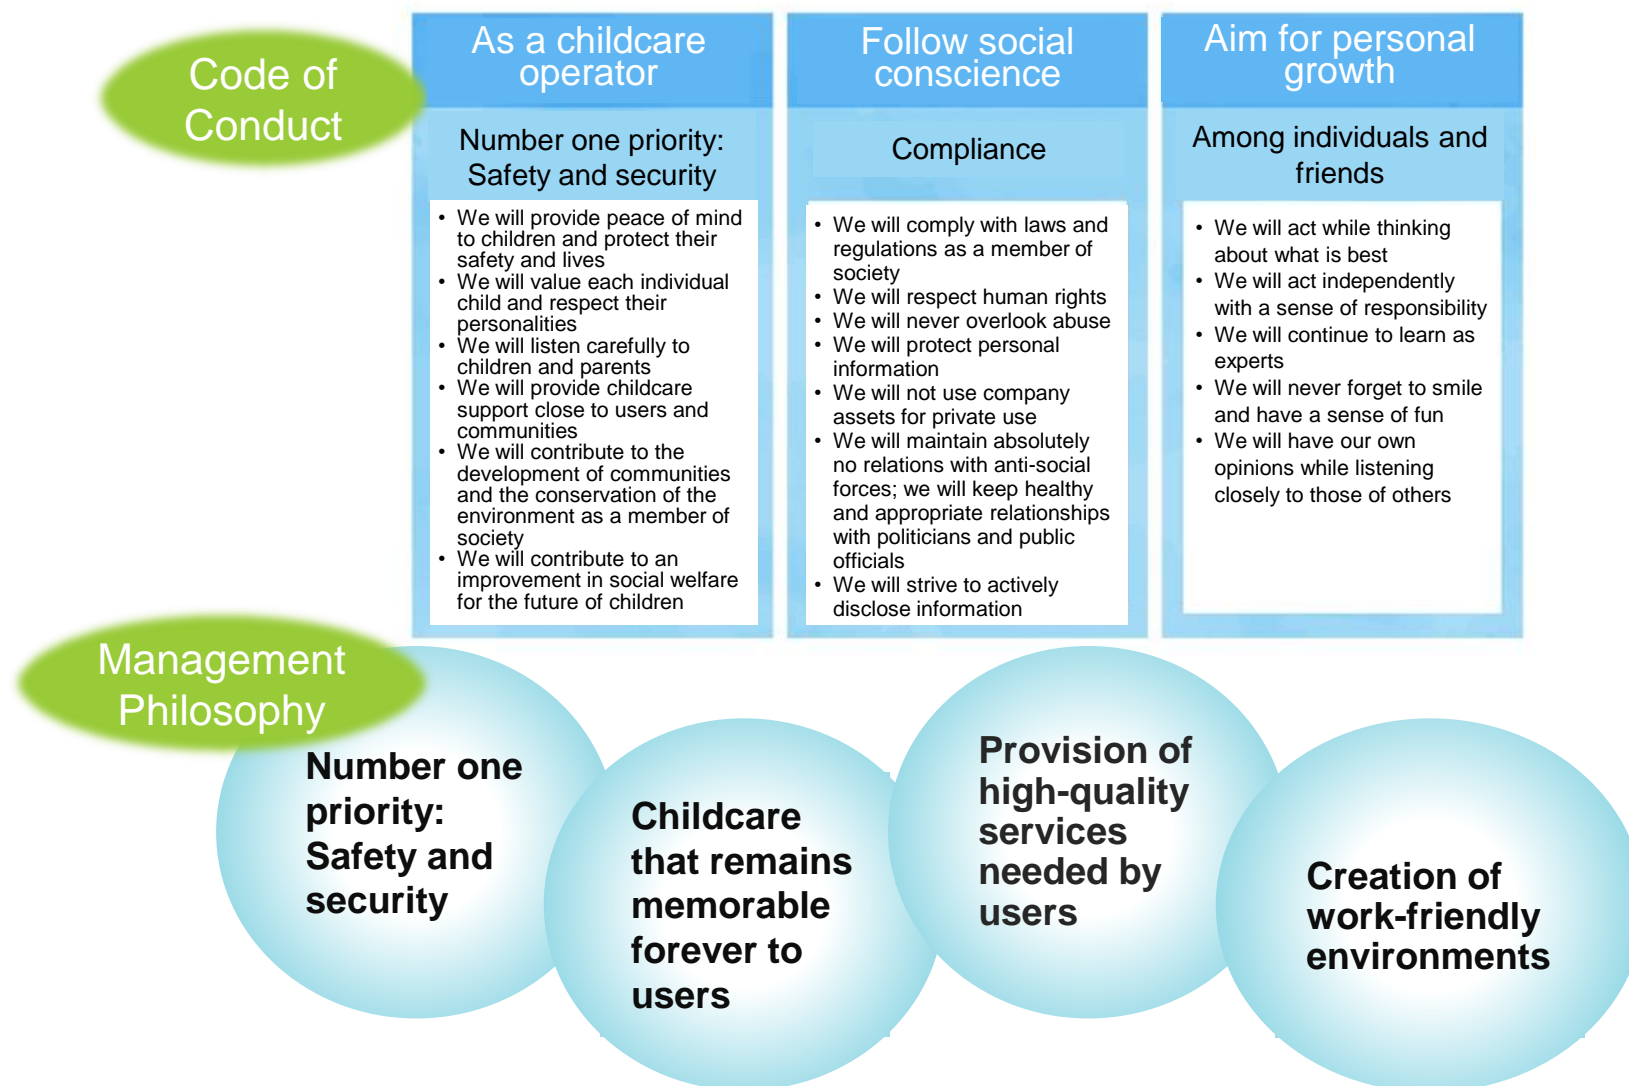 Code of
Conduct
As a childcare
operator
Number one priority:
Safety and security
• We will provide peace of mind
to children and protect their
safety and lives
• We will value each individual
child and respect their
personalities
• We will listen carefully to
children and parents
• We will provide childcare
support close to users and
communities
• We will contribute to the
development of communities
and the conservation of the
environment as a member of
society
• We will contribute to an
improvement in social welfare
for the future of children
Follow social
conscience
Compliance
• We will comply with laws and
regulations as a member of
society
• We will respect human rights
• We will never overlook abuse
• We will protect personal
information
• We will not use company
assets for private use
• We will maintain absolutely
no relations with anti-social
forces; we will keep healthy
and appropriate relationships
with politicians and public
officials
• We will strive to actively
disclose information
Aim for personal
growth
Among individuals and
friends
• We will act while thinking
about what is best
• We will act independently
with a sense of responsibility
• We will continue to learn as
experts
• We will never forget to smile
and have a sense of fun
• We will have our own
opinions while listening
closely to those of others
Management
Philosophy
Number one
priority:
Safety and
security
Childcare
that remains
memorable
forever to
users
Provision of
high-quality
services
needed by
users
Creation of
work-friendly
environments